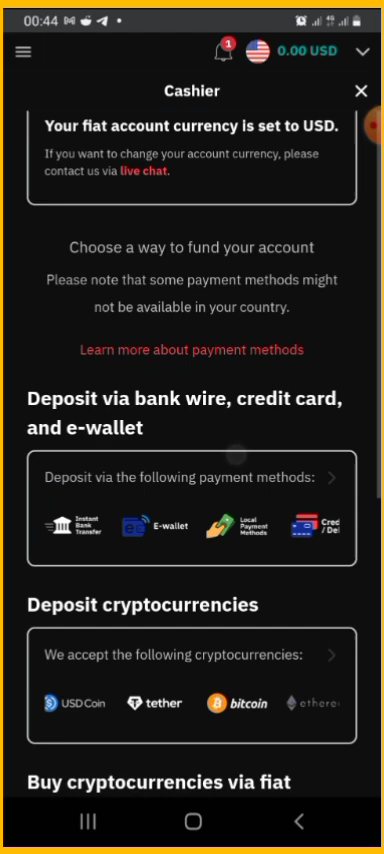 00:44
1
0.00 USD
Cashier
Your fiat account currency is set to USD.
If you want to change your account currency, please
contact us via live chat.
Choose a way to fund your account
Please note that some payment methods might
not be available in your country.
Learn more about payment methods
Deposit via bank wire, credit card,
and e-wallet
Deposit via the following payment methods:
Instant
Bank
Transfer
E-wallet
Local
Payment
Methods
Cred
/ Del
Deposit cryptocurrencies
We accept the following cryptocurrencies:
USD Coin
tether
bitcoin
ethere
Buy cryptocurrencies via fiat